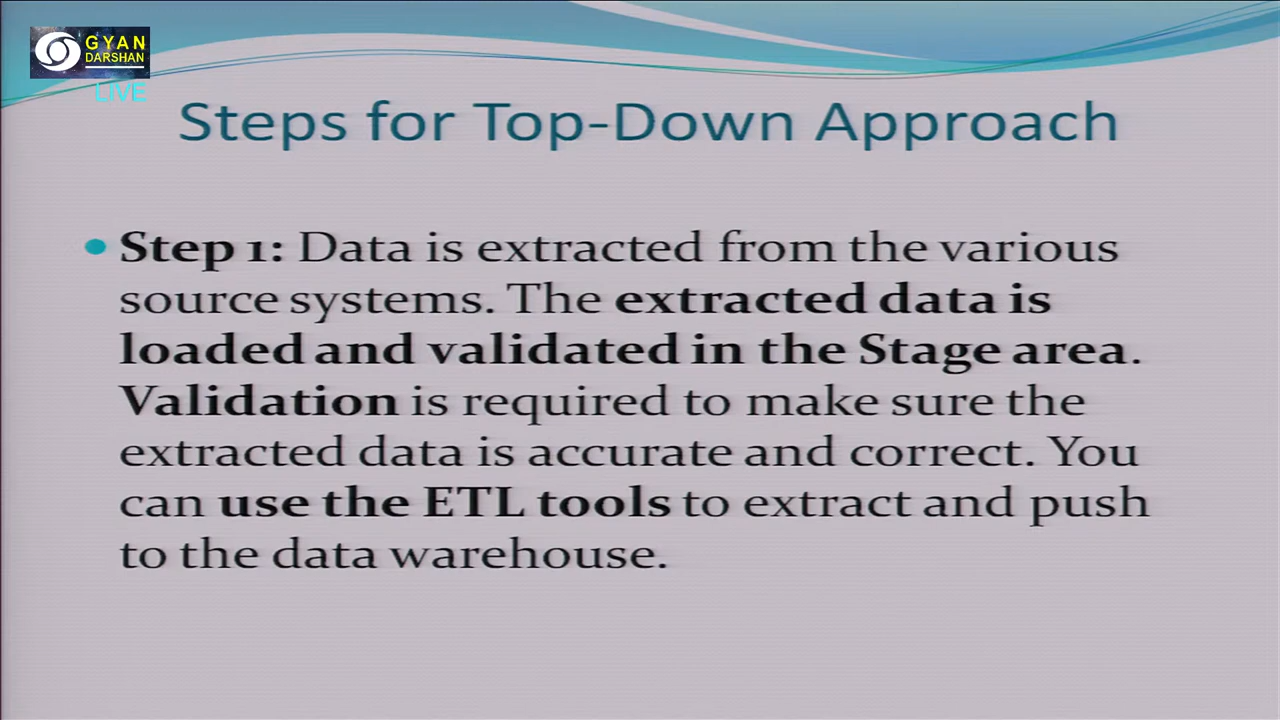 GYAN
DARSHAN
LIVE
Steps for Top-Down Approach
• Step 1: Data is extracted from the various
source systems. The extracted data is
loaded and validated in the Stage area.
Validation is required to make sure the
extracted data is accurate and correct. You
can use the ETL tools to extract and push
to the data warehouse.